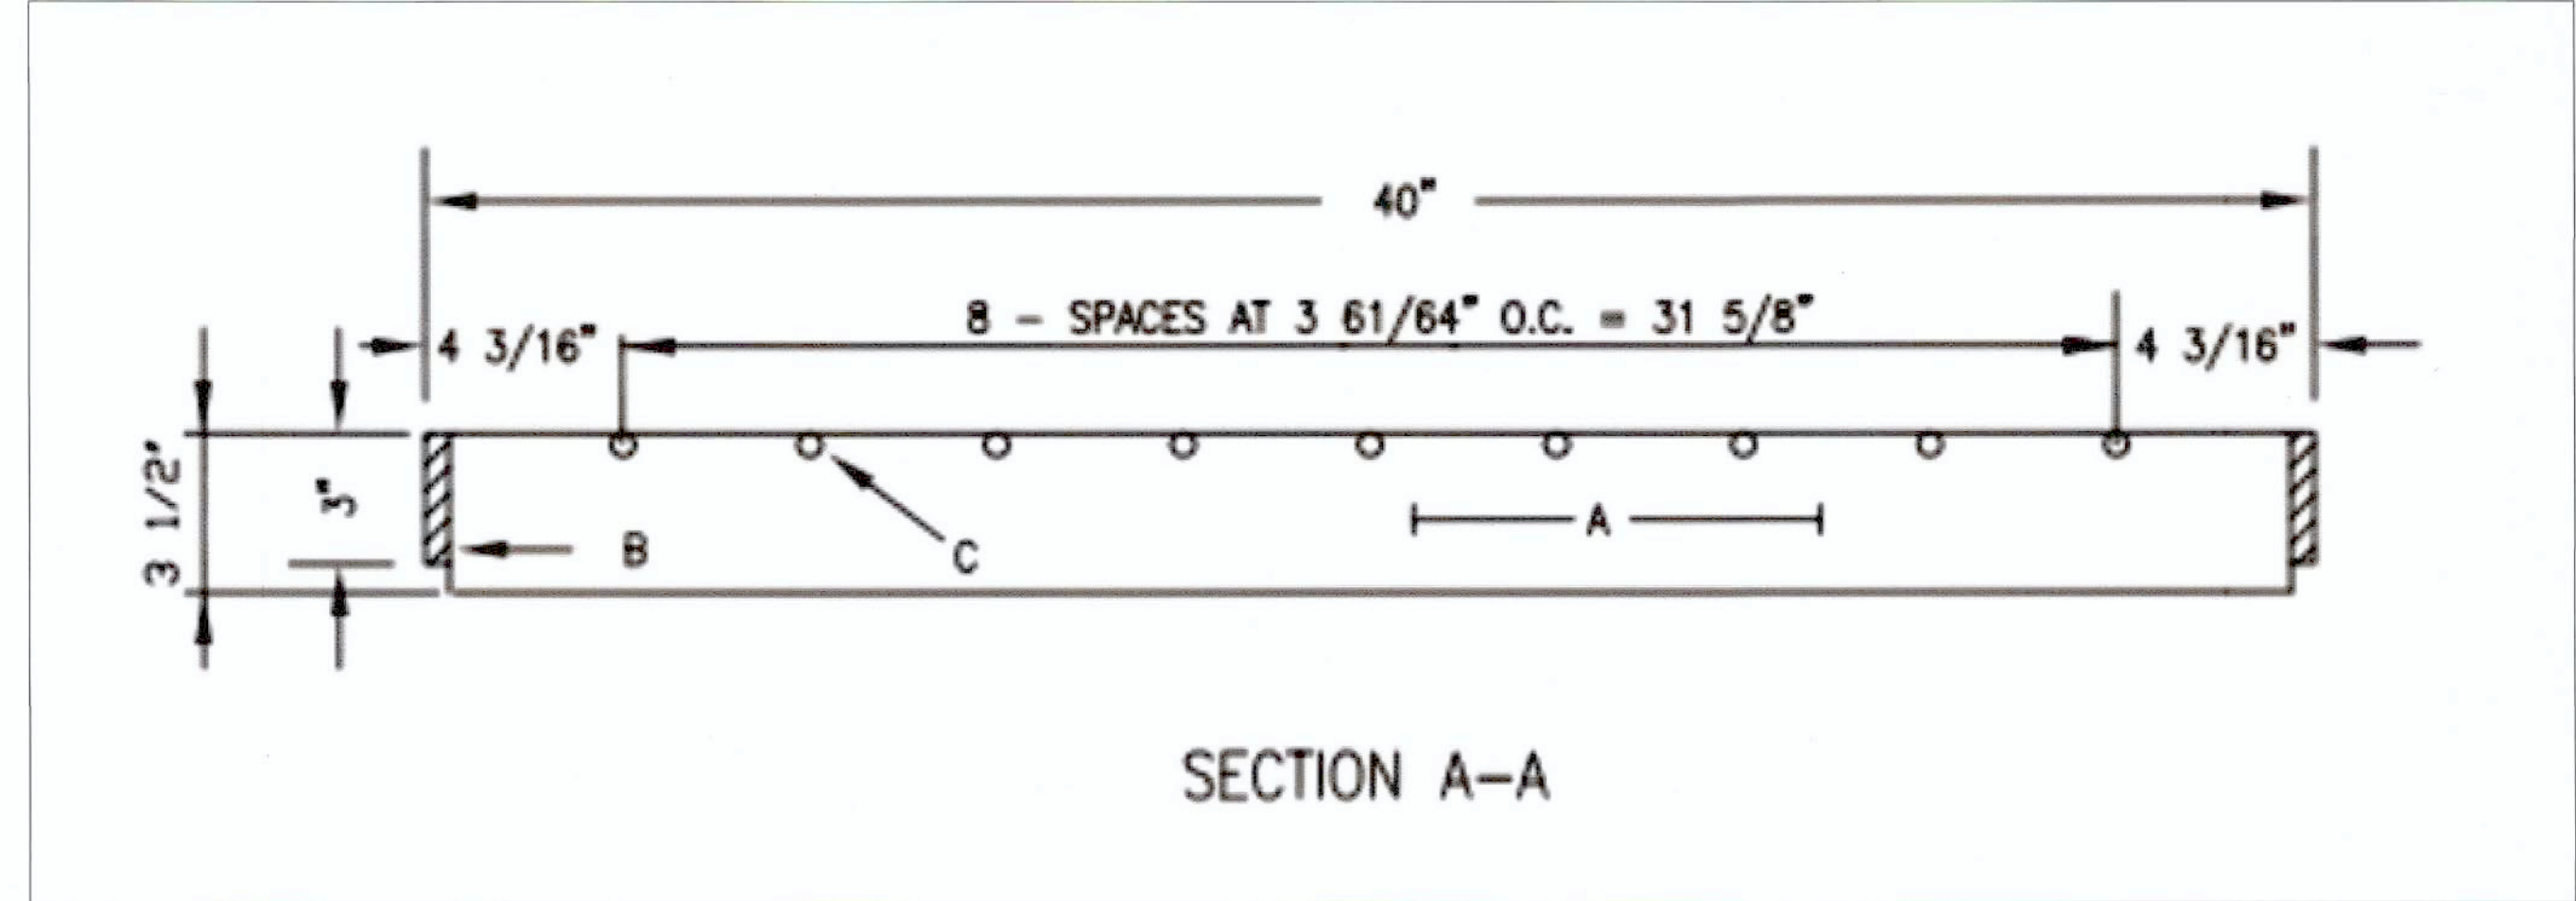 40"
8 - SPACES AT 3 61/64" O.C. = 31 5/8"
4 3/16"
4 3/16"
3 1/2"
3"
A
B
C
SECTION A-A